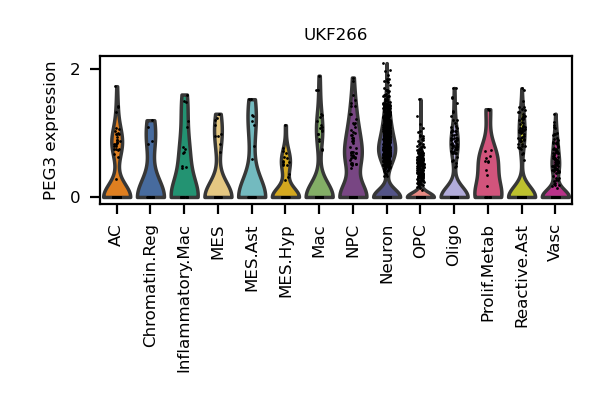 UKF266
PEG3 expression
2
0
AC
Chromatin.Reg
Inflammatory.Mac
MES
MES.Ast
MES.Hyp
Mac
NPC
Neuron
OPC
Oligo
Prolif.Metab
Reactive.Ast
Vasc